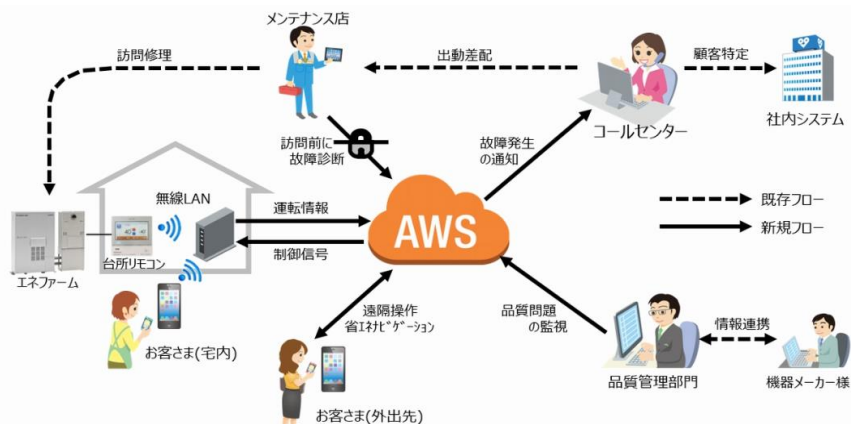 メンテナンス店
訪問修理
出動差配
顧客特定
コールセンター
社内システム
訪問前に
故障診断
故障発生
の通知
無線LAN
運転情報
AWS
既存フロー
新規フロー
台所リモコン
制御信号
エネファーム
遠隔操作
省エネナビゲーション
品質問題
の監視
情報連携
お客さま(宅内)
お客さま(外出先)
品質管理部門
機器メーカー様